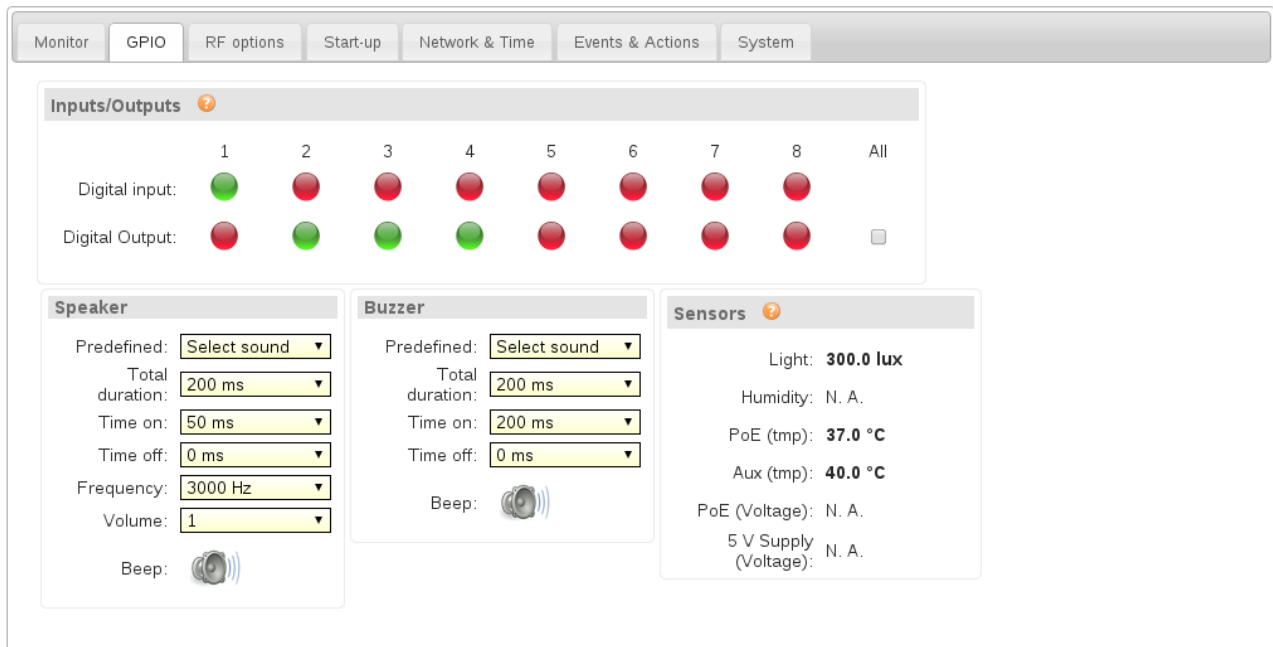 Monitor GPIO RF options Start-up Network & Time Events & Actions System
Inputs/Outputs ?
1 2 3 4 5 6 7 8 All
Digital input:
Digital Output:
Speaker
Predefined: Select sound
Total
duration: 200 ms
Time on: 50 ms
Time off: 0 ms
Frequency: 3000 Hz
Volume: 1
Beep:
Buzzer
Predefined: Select sound
Total
duration: 200 ms
Time on: 200 ms
Time off: 0 ms
Beep:
Sensors ?
Light: 300.0 lux
Humidity: N. A.
PoE (tmp): 37.0 °C
Aux (tmp): 40.0 °C
PoE (Voltage): N. A.
5 V Supply
(Voltage): N. A.